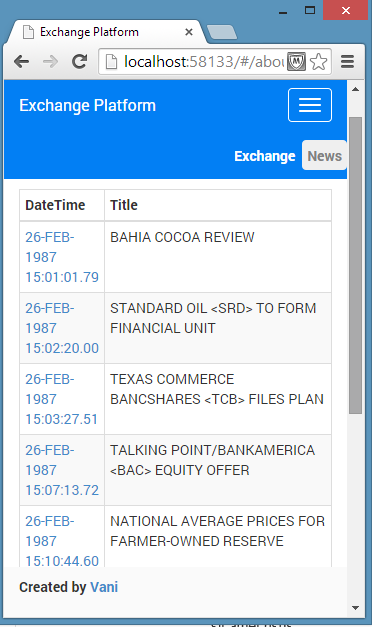 Exchange Platform
localhost:58133/#/abou
Exchange Platform
Exchange News
DateTime Title
26-FEB-
1987
15:01:01.79
BAHIA COCOA REVIEW
26-FEB-
1987
15:02:20.00
STANDARD OIL <SRD> TO FORM
FINANCIAL UNIT
26-FEB-
1987
15:03:27.51
TEXAS COMMERCE
BANCSHARES <TCB> FILES PLAN
26-FEB-
1987
15:07:13.72
TALKING POINT/BANKAMERICA
<BAC> EQUITY OFFER
26-FEB-
1987
15:10:44.60
NATIONAL AVERAGE PRICES FOR
FARMER-OWNED RESERVE
Created by Vani